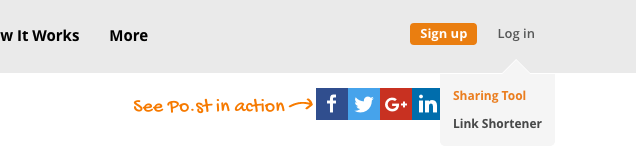 w It Works More Sign up Log in
See Po.st in action f G+ in
Sharing Tool
Link Shortener